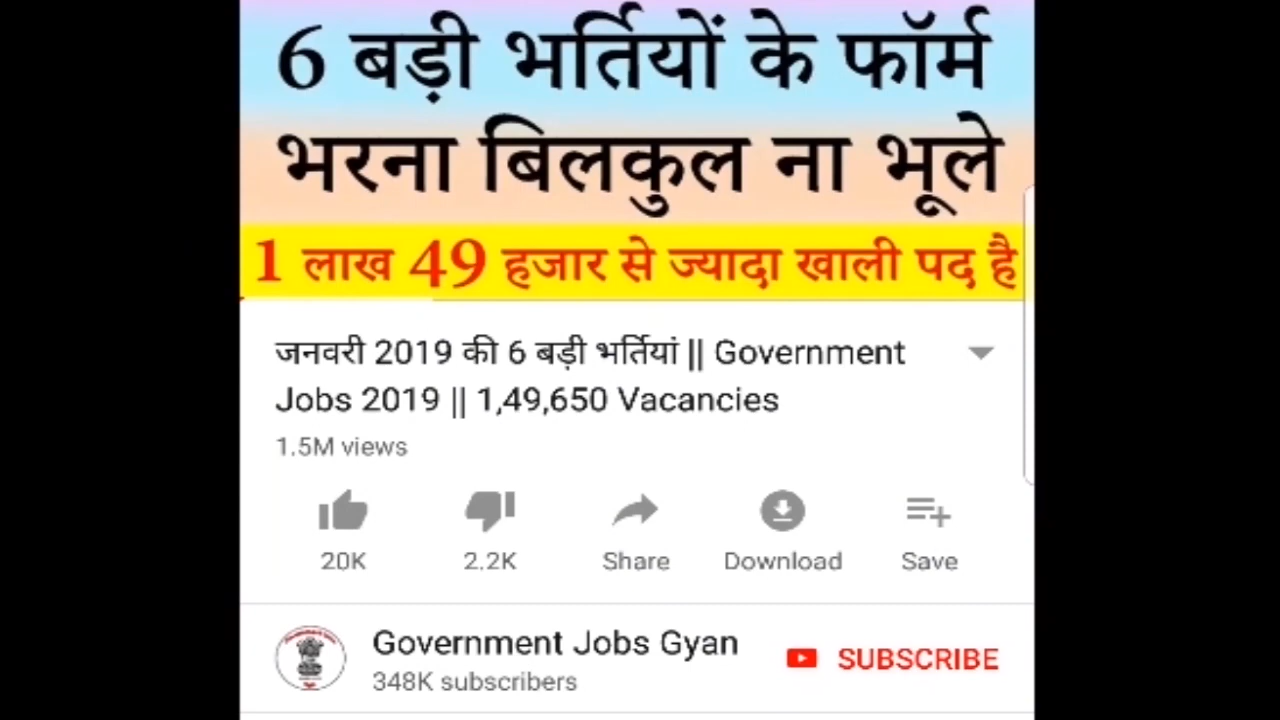 6 बड़ी भर्तियों के फॉर्म
भरना बिलकुल ना भूले
1 लाख 49 हजार से ज्यादा खाली पद है
जनवरी 2019 की 6 बड़ी भर्तियां || Government
Jobs 2019 || 1,49,650 Vacancies
1.5M views
20K 2.2K Share Download Save
Government Jobs Gyan
348K subscribers
SUBSCRIBE